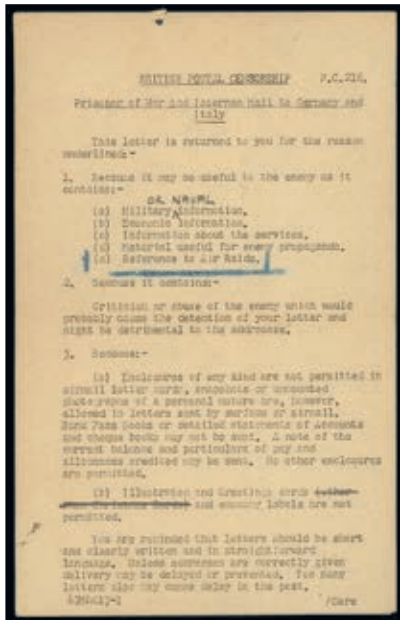 BRITISH POSTAL CENSORSHIP P.C.216.
Prisoner of War and Internee Mail to Germany and
Italy
This letter is returned to you for the reason
underlined:-
1. Because it may be useful to the enemy as it
contains:-
OR NAVAL
(a) Military information.
(b) Economic information.
(c) Information about the services.
(d) Material useful for enemy propaganda.
(e) Reference to Air Raids.
2. Because it contains:-
Criticism or abuse of the enemy which would
probably cause the detention of your letter and
might be detrimental to the addressee.
3. Because:-
(a) Enclosures of any kind are not permitted in
airmail letter cards, snapshots or unmounted
photographs of a personal nature are, however,
allowed in letters sent by surface or airmail.
Bank Pass Books or detailed statements of Accounts
and cheque books may not be sent. A note of the
current balance and particulars of pay and
allowances credited may be sent. No other enclosures
are permitted.
(b) Illustrated and Greetings cards (other
than Christmas Cards) and economy labels are not
permitted.
You are reminded that letters should be short
and clearly written and in straightforward
language. Unless addresses are correctly given
delivery may be delayed or prevented. Too many
letters also may cause delay in the post.
/Care